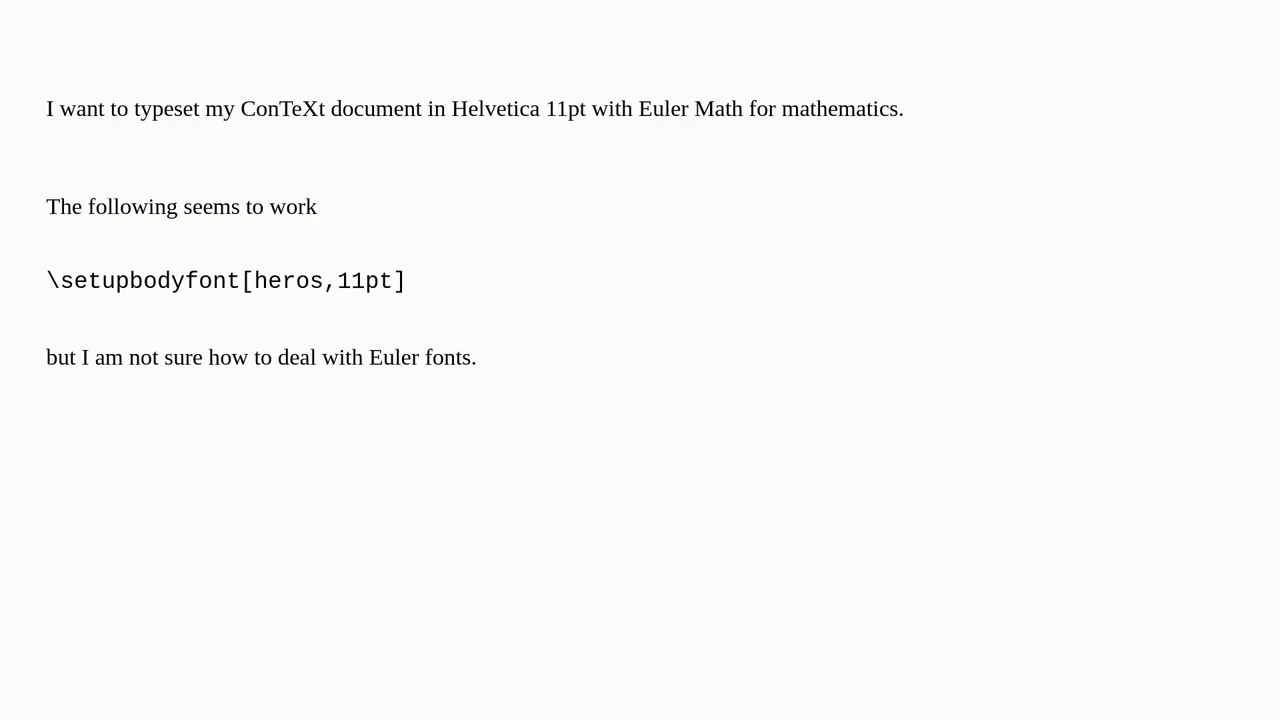 I want to typeset my ConTeXt document in Helvetica 11pt with Euler Math for mathematics.
The following seems to work
\setupbodyfont[heros,11pt]
but I am not sure how to deal with Euler fonts.